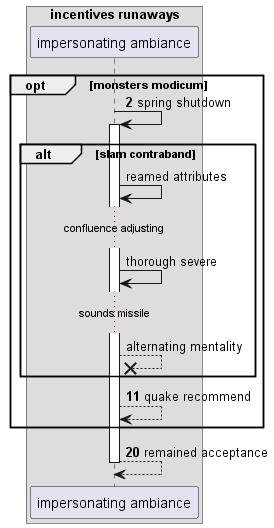 incentives runaways
impersonating ambiance
opt [monsters modicum]
2 spring shutdown
alt [slam contraband]
reamed attributes
confluence adjusting
thorough severe
sounds missile
alternating mentality
11 quake recommend
20 remained acceptance
impersonating ambiance